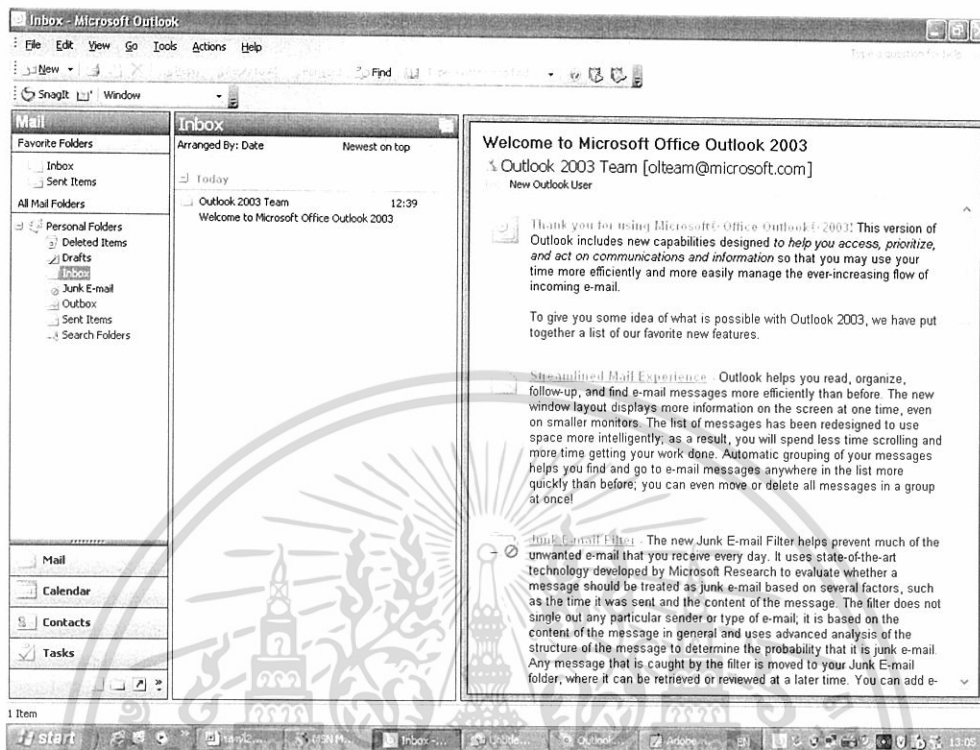 Inbox - Microsoft Outlook
File Edit View Go Tools Actions Help
Type a question for help
New Find
SnagIt Window
Mail
Favorite Folders
Inbox
Sent Items
All Mail Folders
Personal Folders
Deleted Items
Drafts
Inbox
Junk E-mail
Outbox
Sent Items
Search Folders
Mail
Calendar
Contacts
Tasks
Inbox
Arranged By: Date Newest on top
Today
Outlook 2003 Team 12:39
Welcome to Microsoft Office Outlook 2003
Welcome to Microsoft Office Outlook 2003
Outlook 2003 Team [olteam@microsoft.com]
New Outlook User
Thank you for using Microsoft® Office Outlook® 2003! This version of
Outlook includes new capabilities designed to help you access, prioritize,
and act on communications and information so that you may use your
time more efficiently and more easily manage the ever-increasing flow of
incoming e-mail.
To give you some idea of what is possible with Outlook 2003, we have put
together a list of our favorite new features.
Streamlined Mail Experience - Outlook helps you read, organize,
follow-up, and find e-mail messages more efficiently than before. The new
window layout displays more information on the screen at one time, even
on smaller monitors. The list of messages has been redesigned to use
space more intelligently; as a result, you will spend less time scrolling and
more time getting your work done. Automatic grouping of your messages
helps you find and go to e-mail messages anywhere in the list more
quickly than before; you can even move or delete all messages in a group
at once!
Junk E-mail Filter - The new Junk E-mail Filter helps prevent much of the
unwanted e-mail that you receive every day. It uses state-of-the-art
technology developed by Microsoft Research to evaluate whether a
message should be treated as junk e-mail based on several factors, such
as the time it was sent and the content of the message. The filter does not
single out any particular sender or type of e-mail; it is based on the
content of the message in general and uses advanced analysis of the
structure of the message to determine the probability that it is junk e-mail.
Any message that is caught by the filter is moved to your Junk E-mail
folder, where it can be retrieved or reviewed at a later time. You can add e-
1 Item
start MSN M... Inbox -... Outlook... Adobe... EN